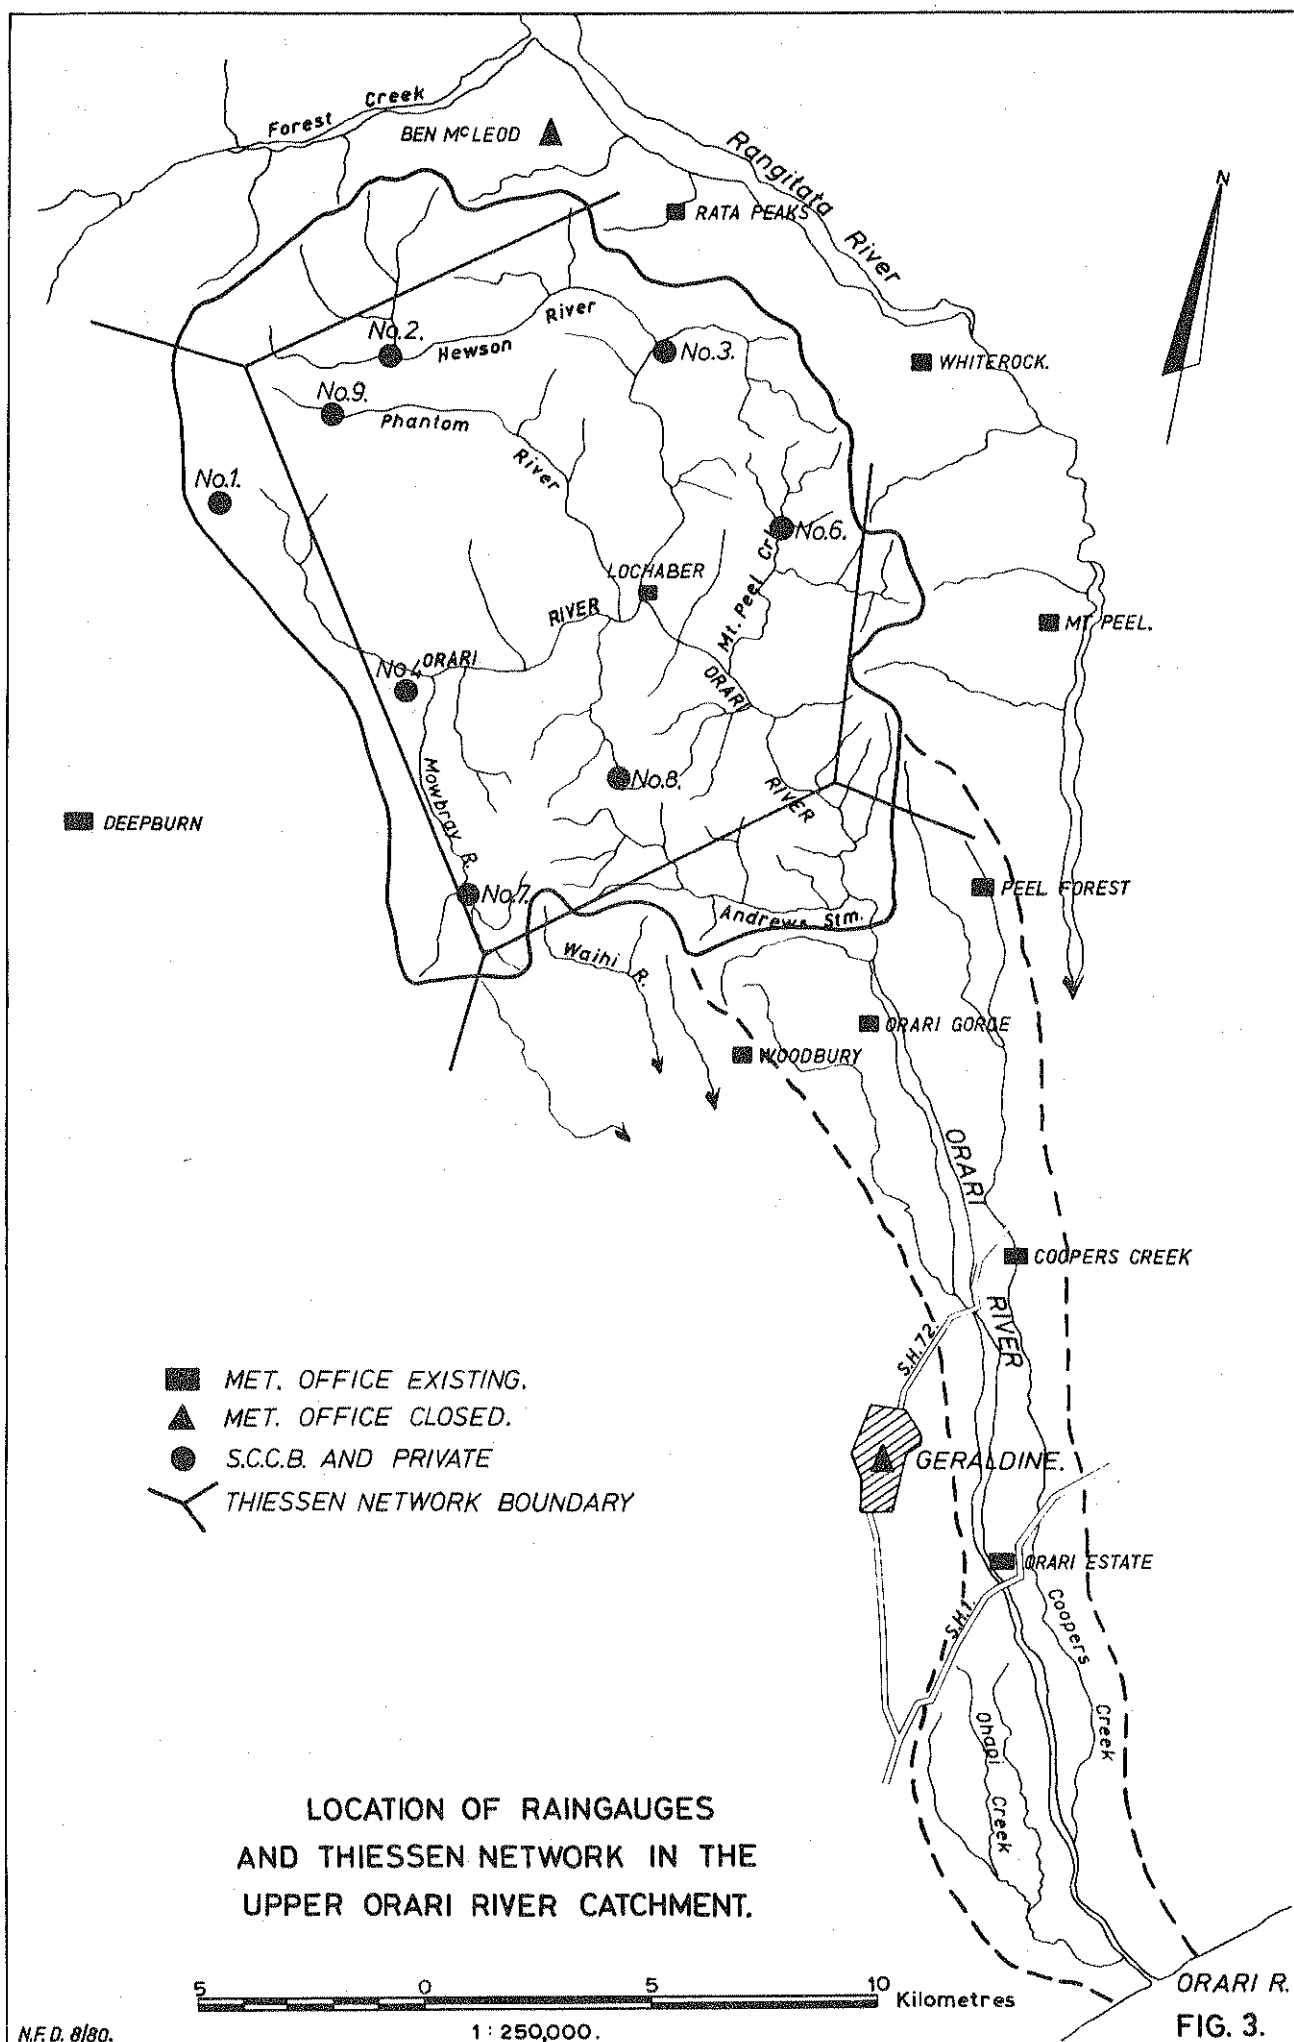 Forest Creek
BEN McLEOD
Rangitata River
N
RATA PEAKS
No.2.
Hewson River
No.3.
WHITEROCK.
No.9.
Phantom River
No.1.
No.6.
LOCHABER
Mt. Peel Cr.
RIVER
MT PEEL.
No.4
ORARI
ORARI
Mowbray R.
No.8.
RIVER
DEEPBURN
No.7.
PEEL FOREST
Andrews Stm.
Waihi R.
ORARI GORGE
WOODBURY
ORARI
COOPERS CREEK
RIVER
S.H.72.
MET. OFFICE EXISTING.
MET. OFFICE CLOSED.
S.C.C.B. AND PRIVATE
THIESSEN NETWORK BOUNDARY
GERALDINE.
ORARI ESTATE
S.H.1.
Coopers Creek
Ohapi Creek
LOCATION OF RAINGAUGES
AND THIESSEN NETWORK IN THE
UPPER ORARI RIVER CATCHMENT.
5 0 5 10 Kilometres
1 : 250,000.
ORARI R.
FIG. 3.
N.F.D. 8/80.